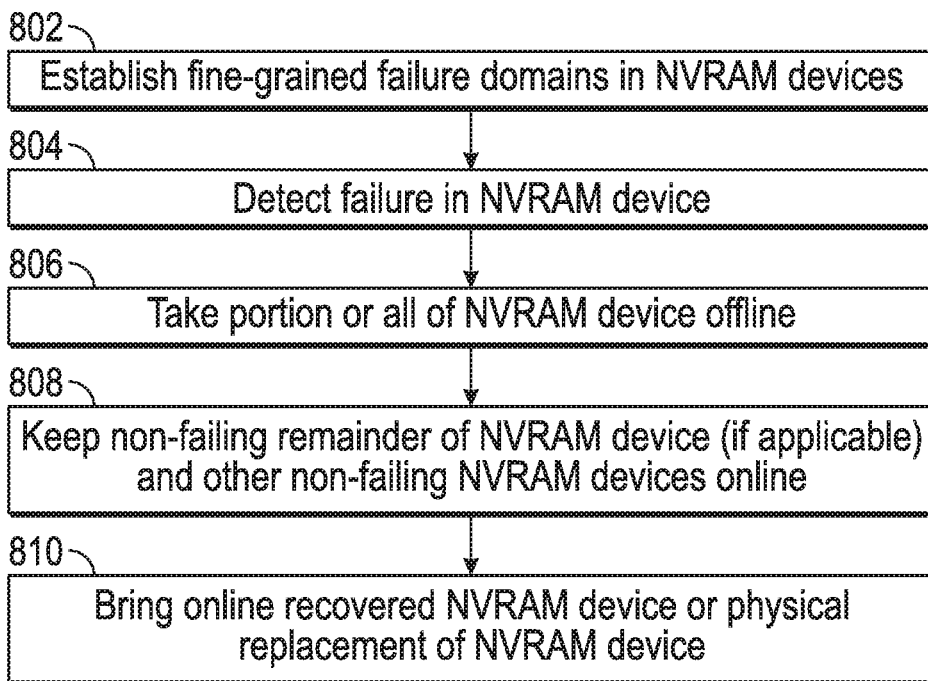 802
Establish fine-grained failure domains in NVRAM devices
804
Detect failure in NVRAM device
806
Take portion or all of NVRAM device offline
808
Keep non-failing remainder of NVRAM device (if applicable)
and other non-failing NVRAM devices online
810
Bring online recovered NVRAM device or physical
replacement of NVRAM device